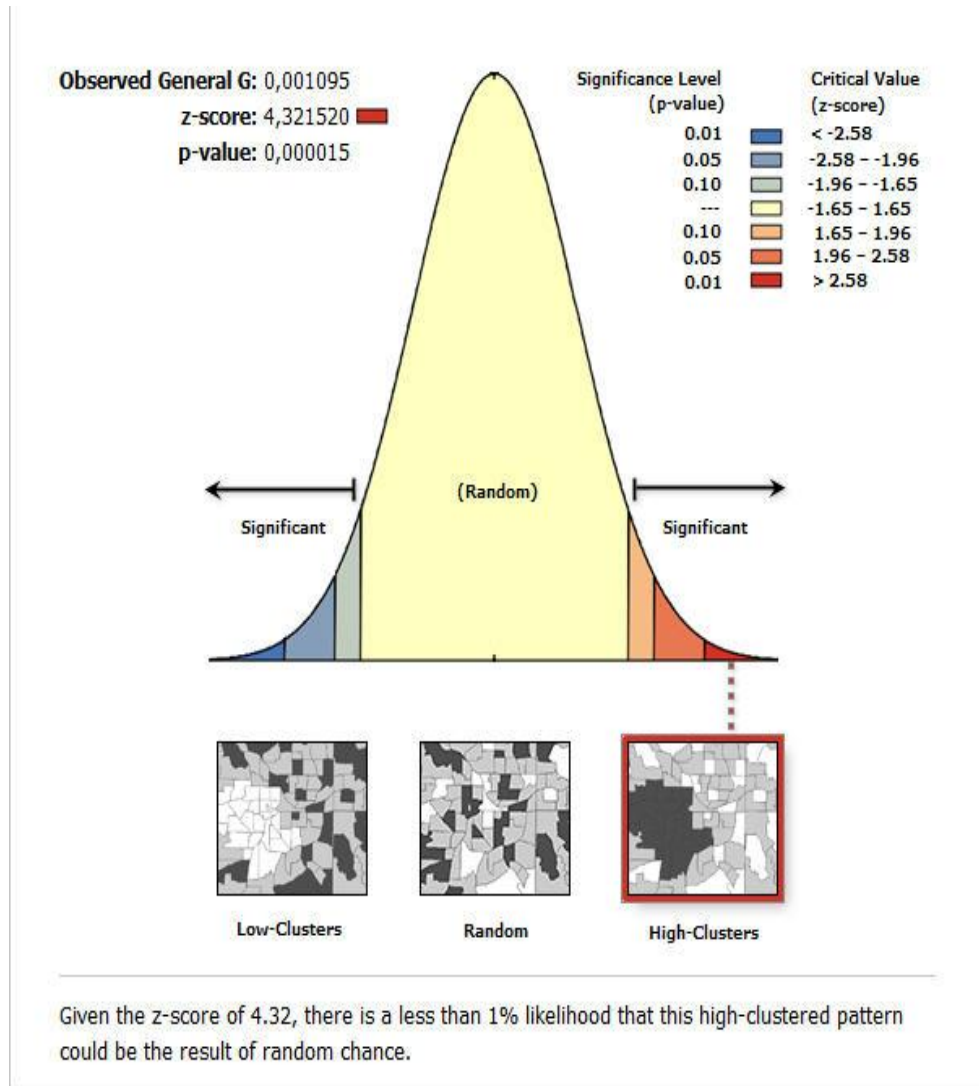 Observed General G: 0,001095
z-score: 4,321520
p-value: 0,000015
Significance Level
(p-value)
Critical Value
(z-score)
0.01 < -2.58
0.05 -2.58 – -1.96
0.10 -1.96 – -1.65
--- -1.65 – 1.65
0.10 1.65 – 1.96
0.05 1.96 – 2.58
0.01 > 2.58
(Random)
Significant
Significant
Low-Clusters
Random
High-Clusters
Given the z-score of 4.32, there is a less than 1% likelihood that this high-clustered pattern
could be the result of random chance.